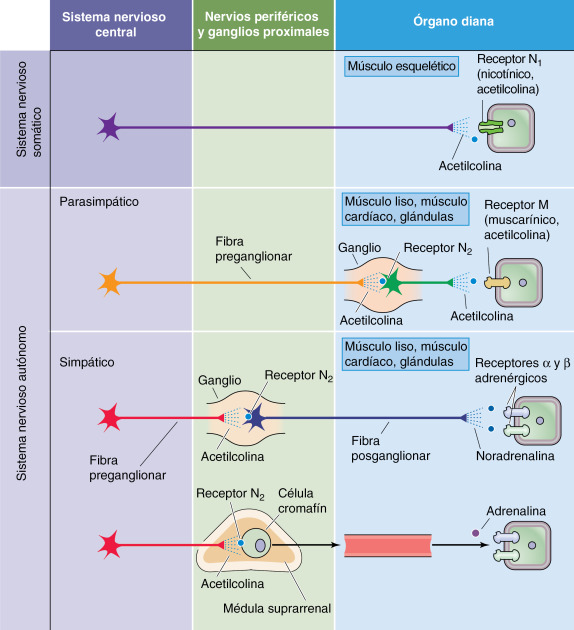 Sistema nervioso
central
Nervios periféricos
y ganglios proximales
Órgano diana
Sistema nervioso
somático
Músculo esquelético
Receptor N1
(nicotínico,
acetilcolina)
Acetilcolina
Sistema nervioso autónomo
Parasimpático
Músculo liso, músculo
cardíaco, glándulas
Receptor M
(muscarínico,
acetilcolina)
Fibra
preganglionar
Ganglio
Receptor N2
Acetilcolina
Acetilcolina
Simpático
Músculo liso, músculo
cardíaco, glándulas
Receptores α y β
adrenérgicos
Ganglio
Receptor N2
Fibra
preganglionar
Acetilcolina
Fibra
posganglionar
Noradrenalina
Receptor N2
Célula
cromafín
Adrenalina
Acetilcolina
Médula suprarrenal